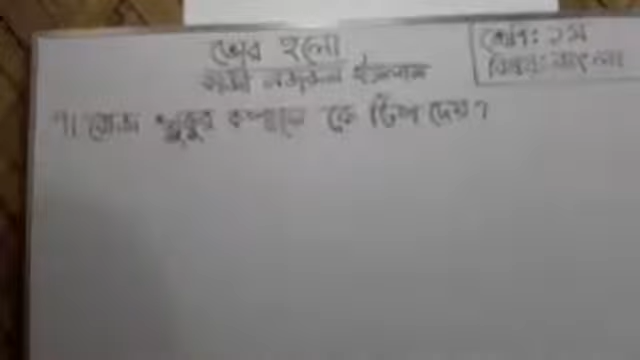 ভোর হলো
কাজী নজরুল ইসলাম
শ্রেণি: ১ম
বিষয়: বাংলা
৭। রোজ খুকুর কপালে কে টিপ দেয়?